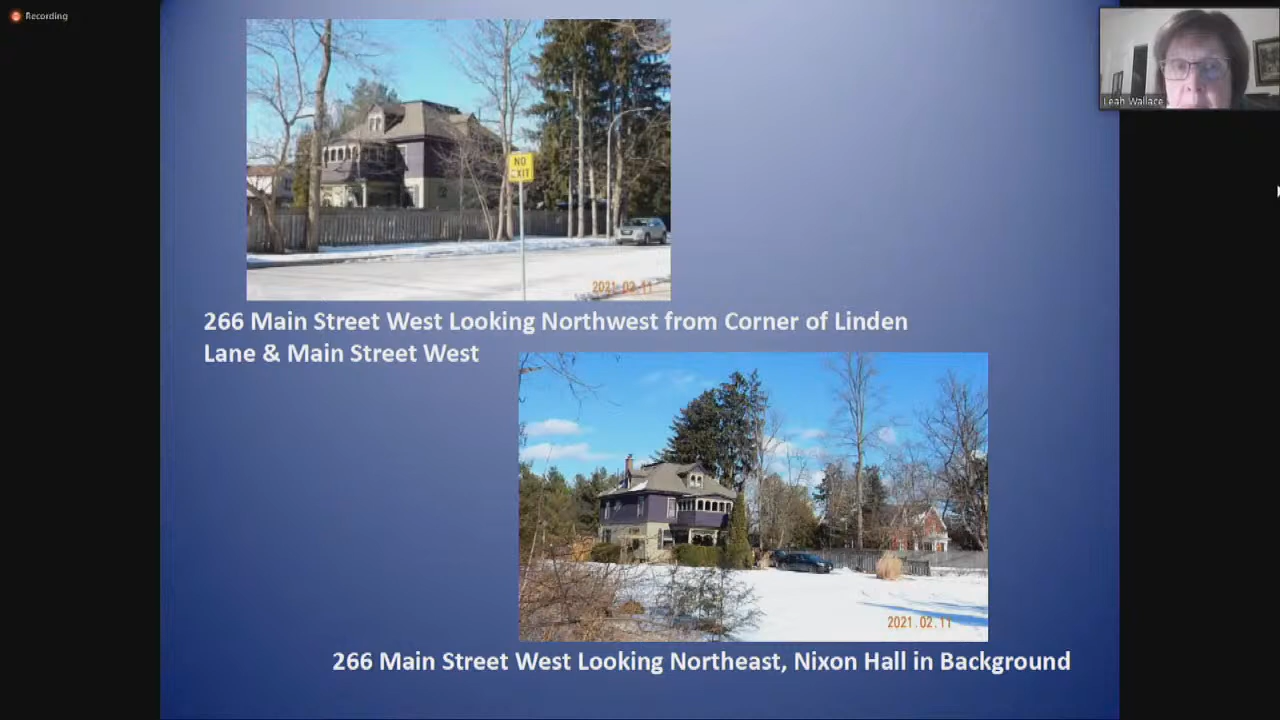 Recording
Leah Wallace
NO
EXIT
2021.02.11
266 Main Street West Looking Northwest from Corner of Linden
Lane & Main Street West
2021.02.11
266 Main Street West Looking Northeast, Nixon Hall in Background